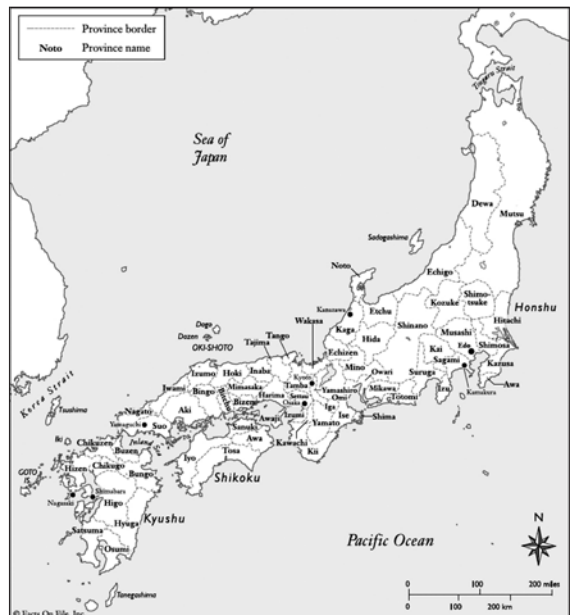 Province border
Noto Province name
Tsugaru Strait
Sea of
Japan
Dewa
Mutsu
Sadogashima
Noto
Echigo
Kanazawa
Etchu
Kozuke
Shimo-
tsuke
Honshu
Wakasa
Kaga
Hida
Shinano
Musashi
Hitachi
Dogo
Dozen
OKI-SHOTO
Tango
Tajima
Echizen
Mino
Kai
Edo
Shimosa
Korea Strait
Izumo
Hoki
Inaba
Kyoto
Tamba
Owari
Suruga
Sagami
Kazusa
Tsushima
Iwami
Bingo
Mimasaka
Harima
Settsu
Osaka
Yamashiro
Omi
Mikawa
Totomi
Izu
Kamakura
Awa
Nagato
Aki
Bitchu
Bizen
Iga
Ise
Shima
Yamaguchi
Suo
Awaji
Izumi
Yamato
Iki
Chikuzen
Inland
Sanuki
Kawachi
Buzen
Awa
Kii
GOTO
IS.
Hizen
Chikugo
Bungo
Iyo
Tosa
Shikoku
Nagasaki
Shimabara
Higo
Kyushu
Hyuga
Satsuma
Osumi
Pacific Ocean
N
Tanegashima
0 100 200 miles
0 100 200 km
© Facts On File, Inc.